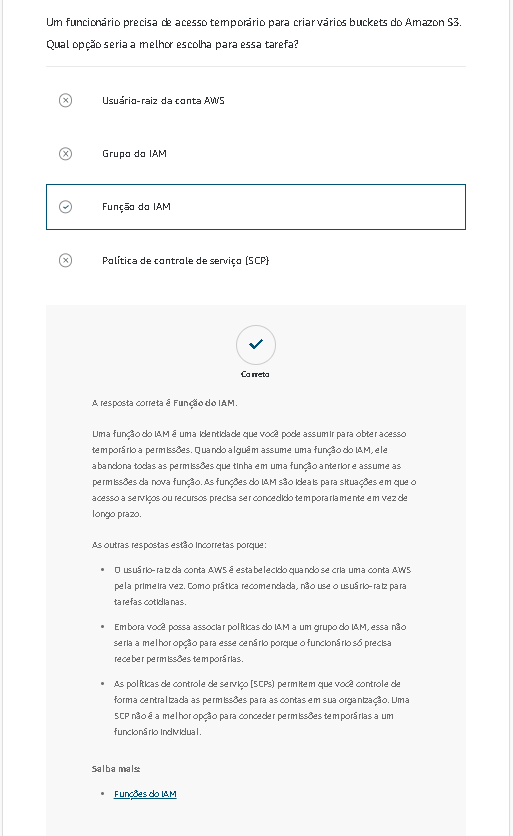 Um funcionário precisa de acesso temporário para criar vários buckets do Amazon S3.
Qual opção seria a melhor escolha para essa tarefa?
Usuário-raiz da conta AWS
Grupo do IAM
Função do IAM
Política de controle de serviço (SCP)
Correto
A resposta correta é Função do IAM.
Uma função do IAM é uma identidade que você pode assumir para obter acesso
temporário a permissões. Quando alguém assume uma função do IAM, ele
abandona todas as permissões que tinha em uma função anterior e assume as
permissões da nova função. As funções do IAM são ideais para situações em que o
acesso a serviços ou recursos precisa ser concedido temporariamente em vez de
longo prazo.
As outras respostas estão incorretas porque:
• O usuário-raiz da conta AWS é estabelecido quando se cria uma conta AWS
pela primeira vez. Como prática recomendada, não use o usuário-raiz para
tarefas cotidianas.
• Embora você possa associar políticas do IAM a um grupo do IAM, essa não
seria a melhor opção para esse cenário porque o funcionário só precisa
receber permissões temporárias.
• As políticas de controle de serviço (SCPs) permitem que você controle de
forma centralizada as permissões para as contas em sua organização. Uma
SCP não é a melhor opção para conceder permissões temporárias a um
funcionário individual.
Saiba mais:
• Funções do IAM